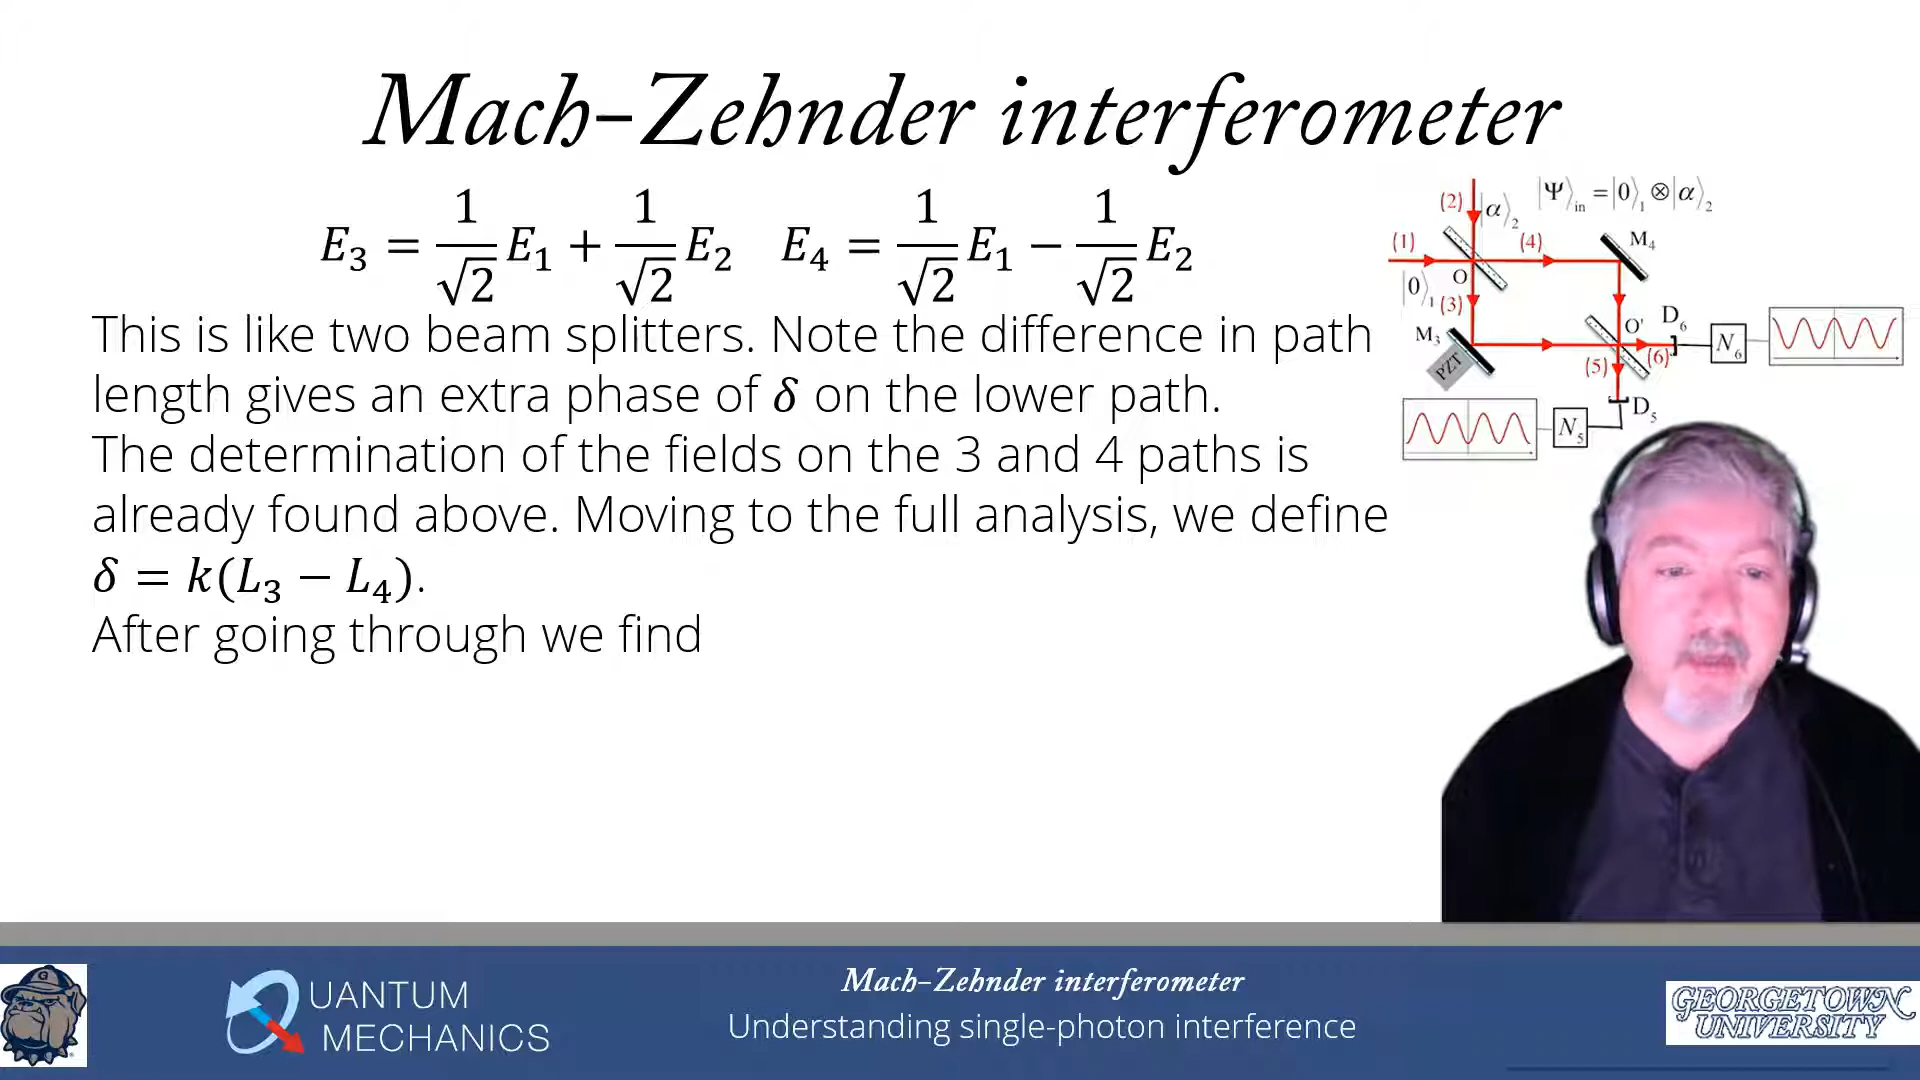 Mach-Zehnder interferometer
E₃ = 1/√2 E₁ + 1/√2 E₂   E₄ = 1/√2 E₁ − 1/√2 E₂
This is like two beam splitters. Note the difference in path
length gives an extra phase of δ on the lower path.
The determination of the fields on the 3 and 4 paths is
already found above. Moving to the full analysis, we define
δ = k(L₃ − L₄).
After going through we find
|Ψ⟩in = |0⟩₁ ⊗ |α⟩₂
(2)
|α⟩₂
(1)
(4)
M₄
O
|0⟩₁
(3)
M₃
PZT
O'
D₆
N₆
(5)
(6)
D₅
N₅
G
QUANTUM
MECHANICS
Mach-Zehnder interferometer
Understanding single-photon interference
GEORGETOWN
UNIVERSITY